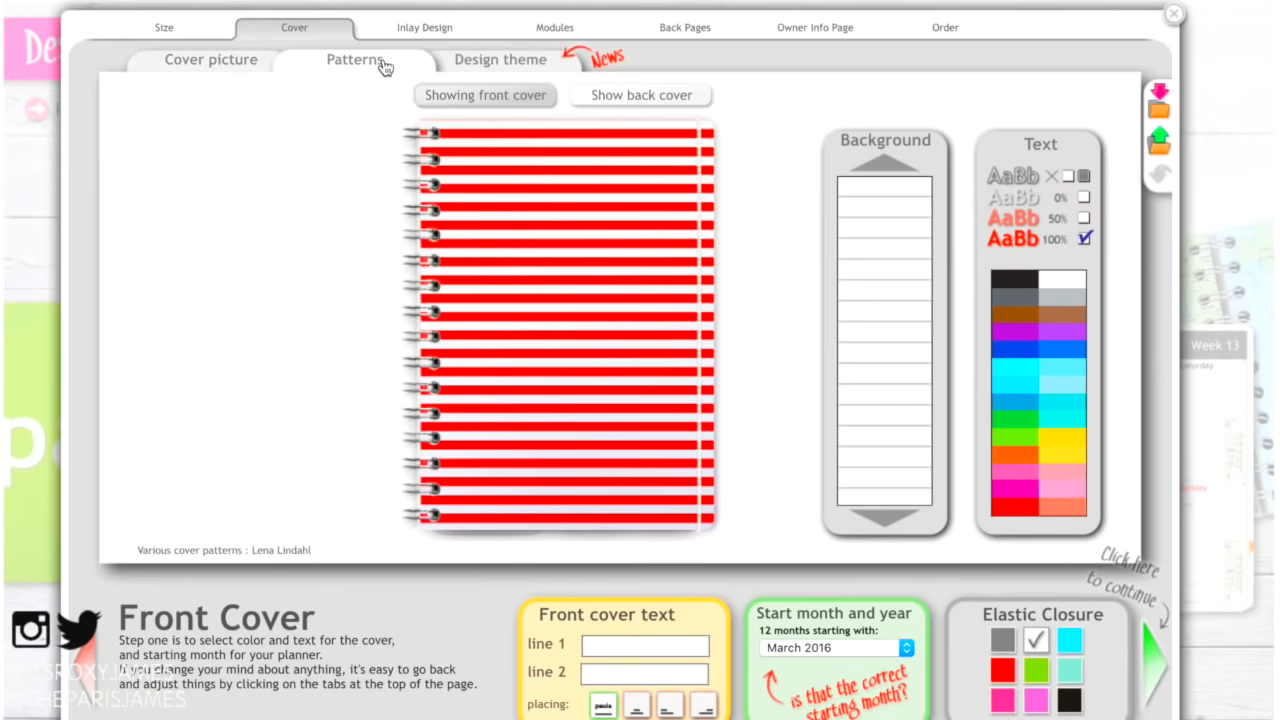 Size Cover Inlay Design Modules Back Pages Owner Info Page Order
Cover picture Patterns Design theme News
Showing front cover Show back cover
Background
Text
AaBb
AaBb 0%
AaBb 50%
AaBb 100%
Week 13
Various cover patterns : Lena Lindahl
Click here
to continue
Front Cover
Step one is to select color and text for the cover,
and starting month for your planner.
change your mind about anything, it's easy to go back
and adjust things by clicking on the tabs at the top of the page.
Front cover text
line 1
line 2
placing:
Start month and year
12 months starting with:
March 2016
is that the correct
starting month?
Elastic Closure